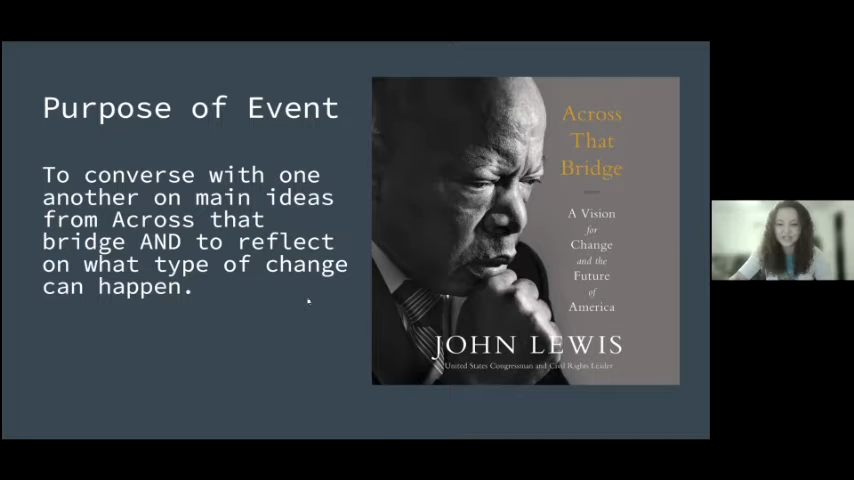 Purpose of Event
To converse with one
another on main ideas
from Across that
bridge AND to reflect
on what type of change
can happen.
Across
That
Bridge
A Vision
for
Change
and the
Future
of
America
JOHN LEWIS
United States Congressman and Civil Rights Leader